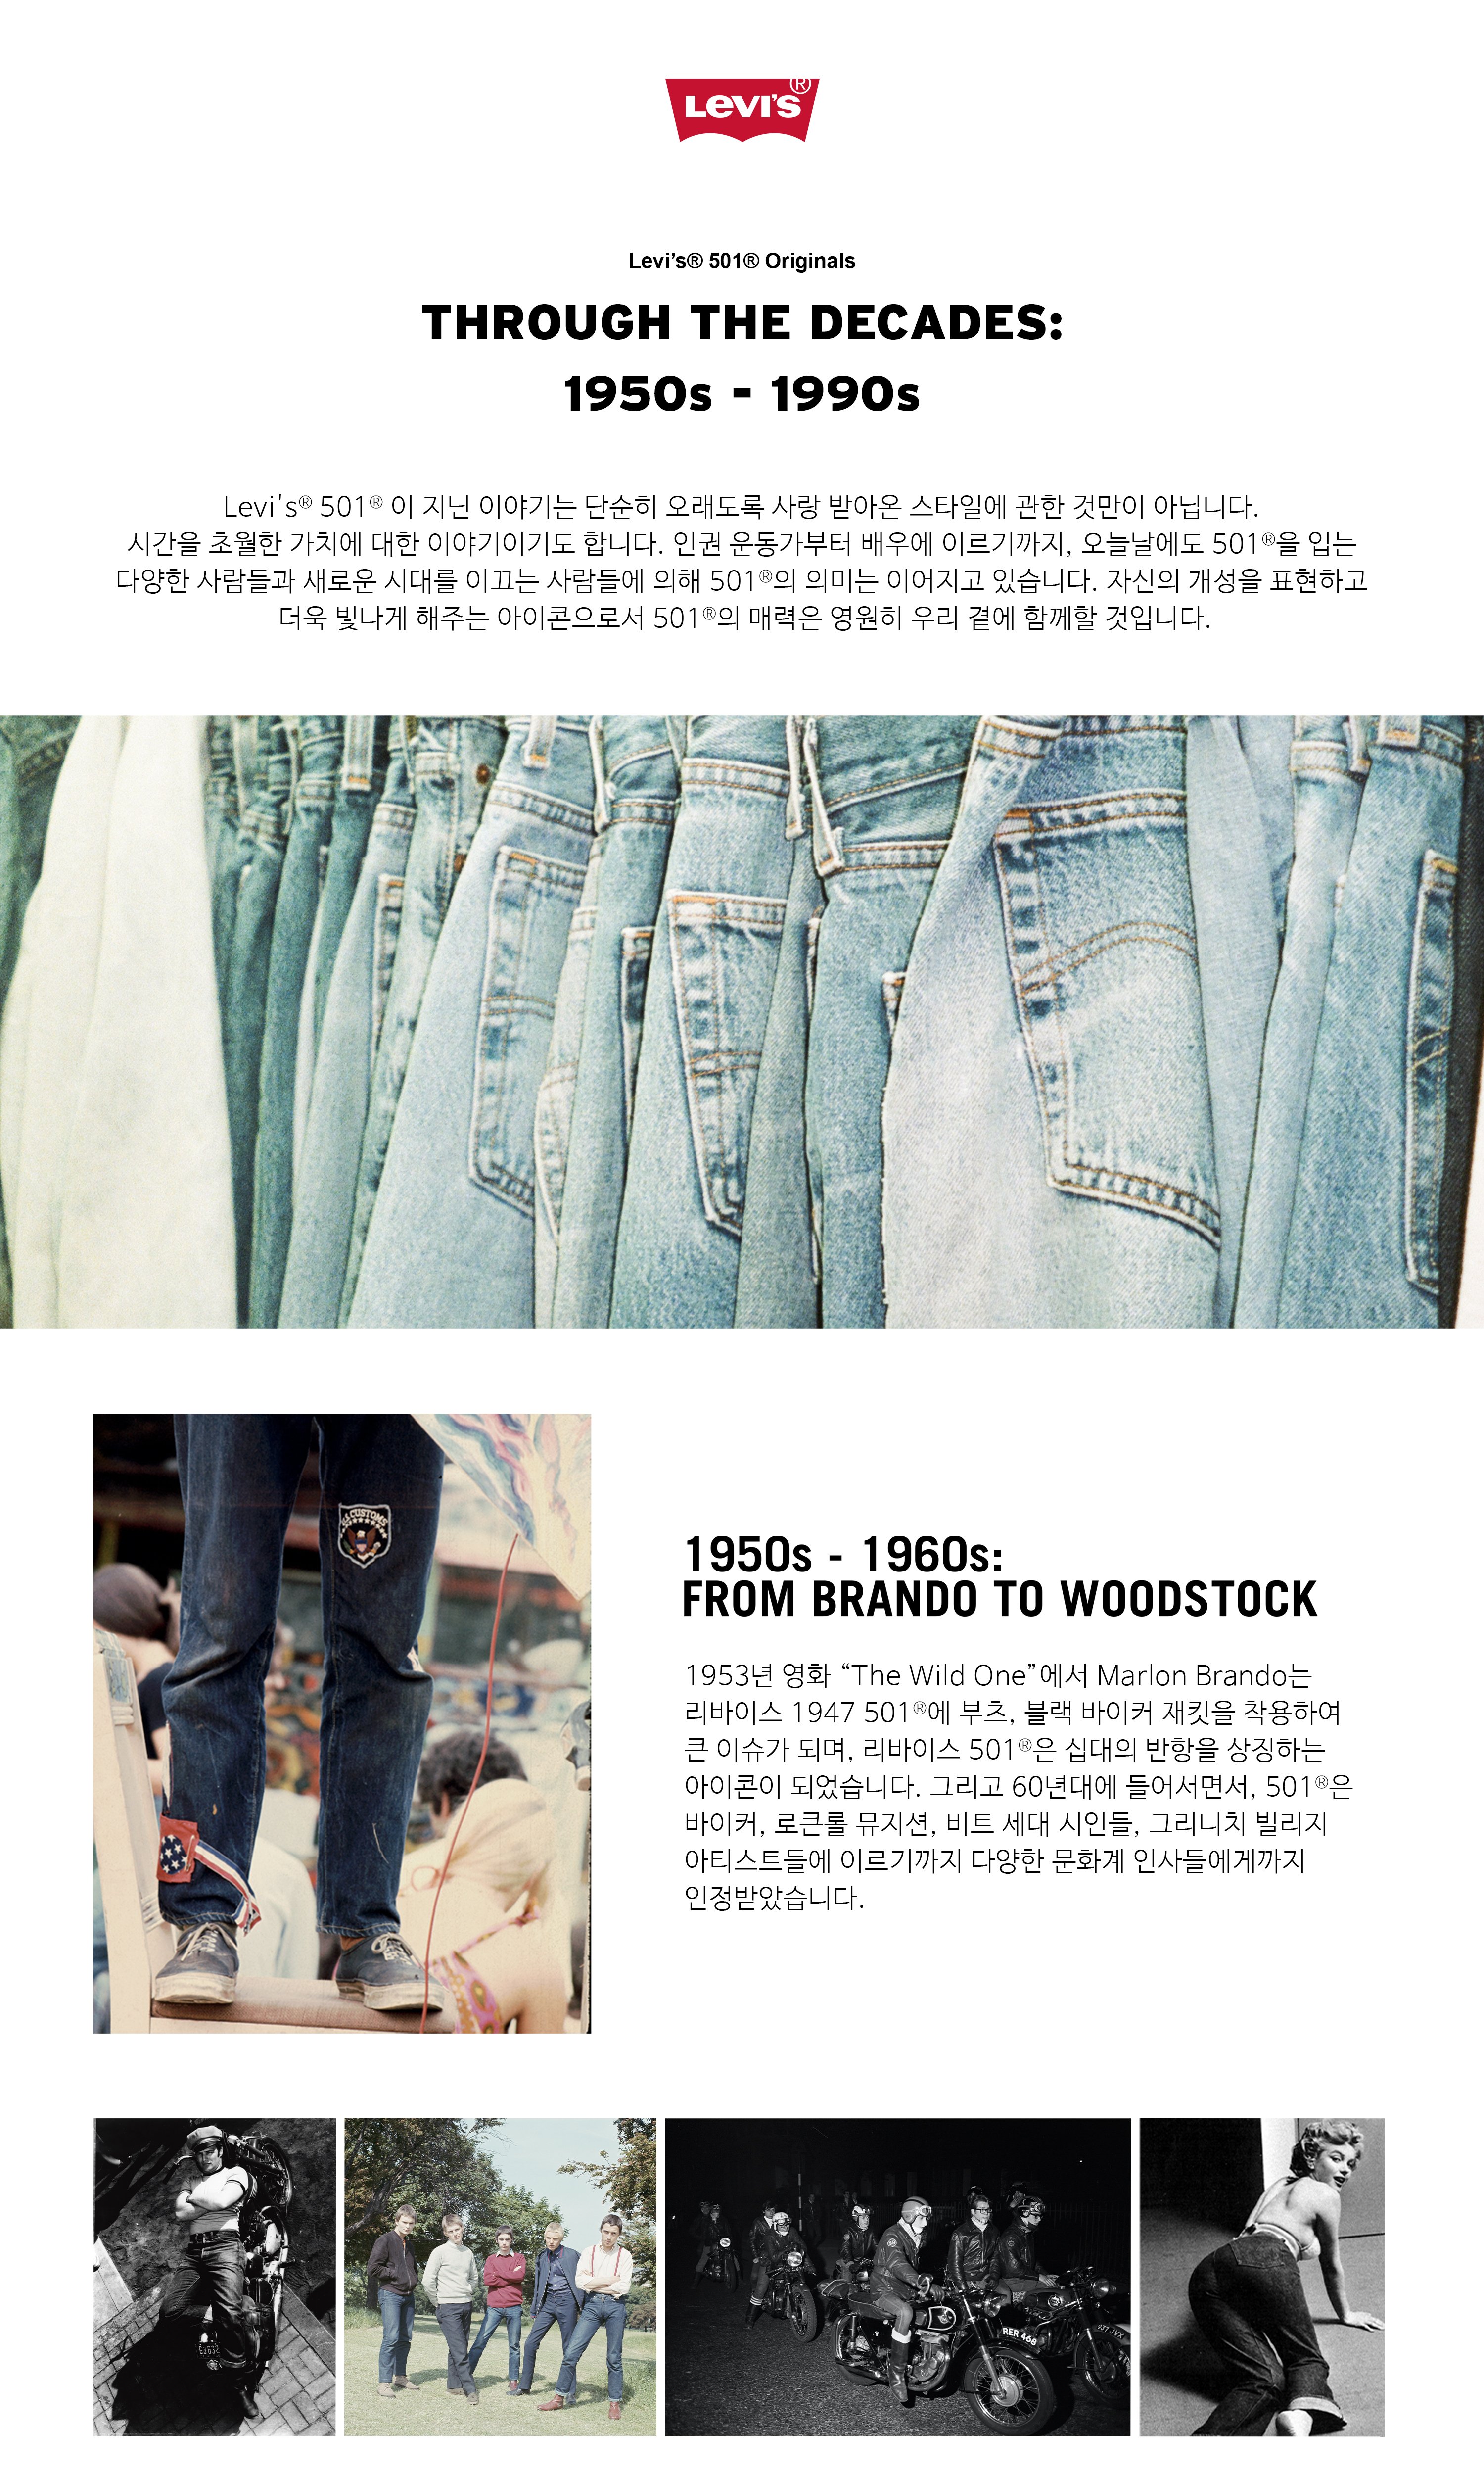 LEVI'S®
Levi's® 501® Originals
THROUGH THE DECADES:
1950s - 1990s
Levi's® 501® 이 지닌 이야기는 단순히 오래도록 사랑 받아온 스타일에 관한 것만이 아닙니다.
시간을 초월한 가치에 대한 이야기이기도 합니다. 인권 운동가부터 배우에 이르기까지, 오늘날에도 501®을 입는
다양한 사람들과 새로운 시대를 이끄는 사람들에 의해 501®의 의미는 이어지고 있습니다. 자신의 개성을 표현하고
더욱 빛나게 해주는 아이콘으로서 501®의 매력은 영원히 우리 곁에 함께할 것입니다.
U.S. CUSTOMS
1950s - 1960s:
FROM BRANDO TO WOODSTOCK
1953년 영화 “The Wild One”에서 Marlon Brando는
리바이스 1947 501®에 부츠, 블랙 바이커 재킷을 착용하여
큰 이슈가 되며, 리바이스 501®은 십대의 반항을 상징하는
아이콘이 되었습니다. 그리고 60년대에 들어서면서, 501®은
바이커, 로큰롤 뮤지션, 비트 세대 시인들, 그리니치 빌리지
아티스트들에 이르기까지 다양한 문화계 인사들에게까지
인정받았습니다.
RER 468